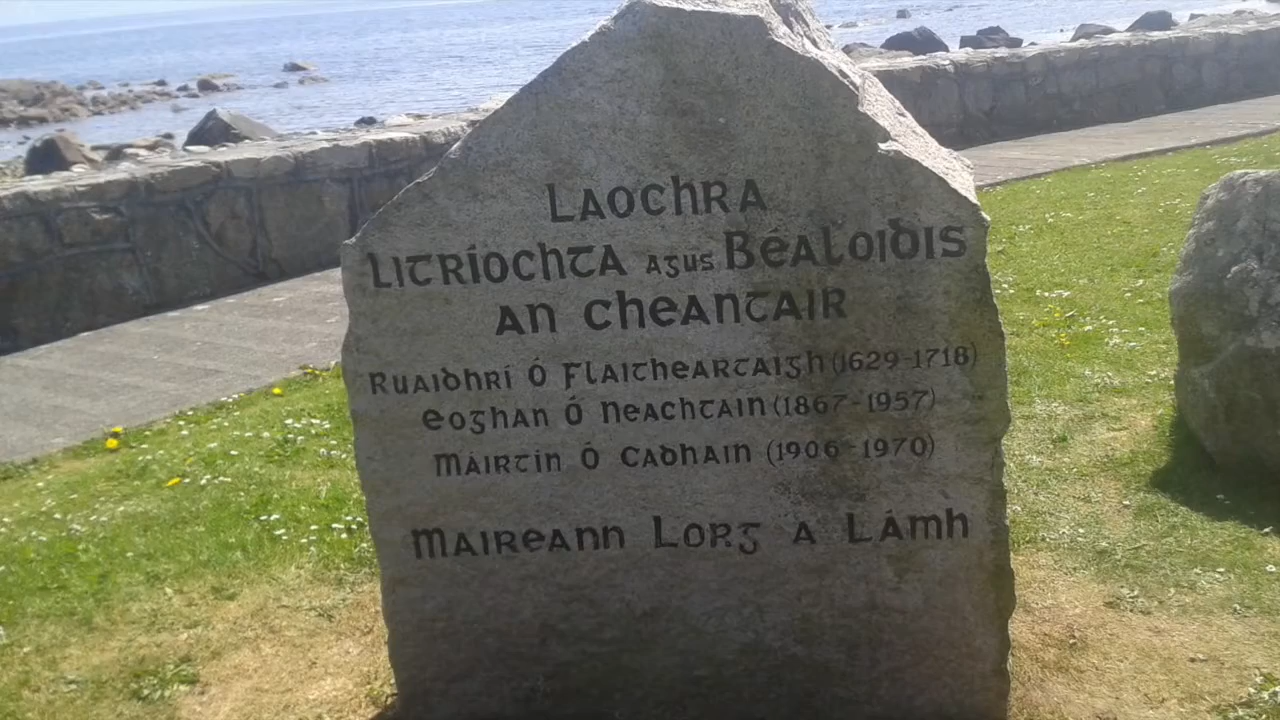 Laochra
Litríochta agus Béaloidis
an Cheantair
Ruaidhrí Ó Flaitheartaigh (1629-1718)
Eoghan Ó Neachtain (1867-1957)
Máirtín Ó Cadhain (1906-1970)
Maireann Lorg a Lámh